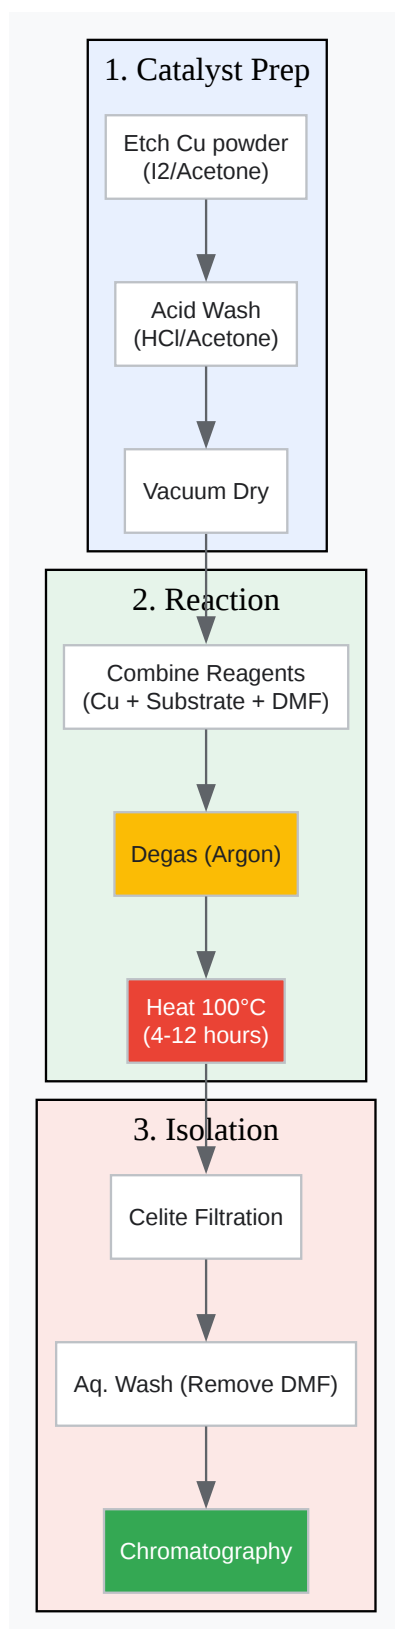 1. Catalyst Prep
Etch Cu powder
(I2/Acetone)
Acid Wash
(HCl/Acetone)
Vacuum Dry
2. Reaction
Combine Reagents
(Cu + Substrate + DMF)
Degas (Argon)
Heat 100°C
(4-12 hours)
3. Isolation
Celite Filtration
Aq. Wash (Remove DMF)
Chromatography